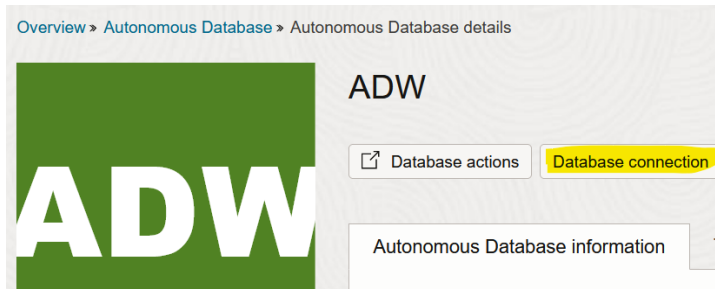 Overview » Autonomous Database » Autonomous Database details
ADW
ADW
Database actions
Database connection
Autonomous Database information